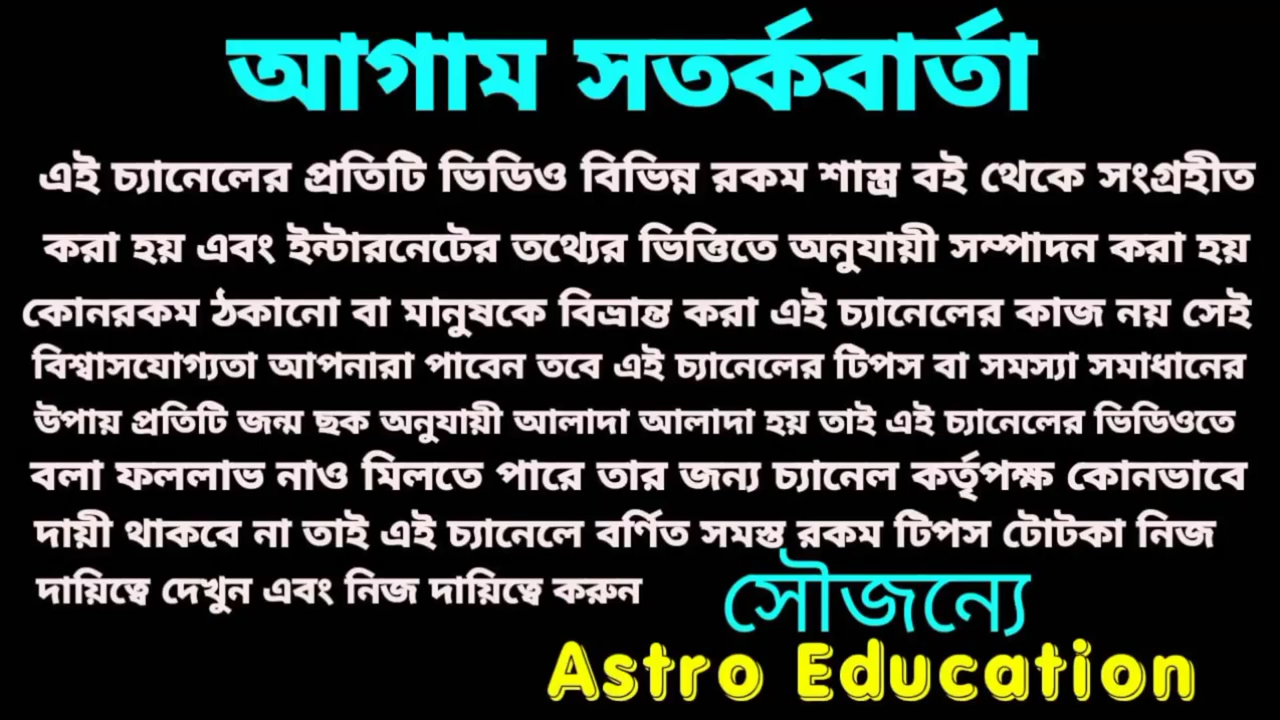 আগাম সতর্কবার্তা
এই চ্যানেলের প্রতিটি ভিডিও বিভিন্ন রকম শাস্ত্র বই থেকে সংগ্রহীত
করা হয় এবং ইন্টারনেটের তথ্যের ভিত্তিতে অনুযায়ী সম্পাদন করা হয়
কোনরকম ঠকানো বা মানুষকে বিভ্রান্ত করা এই চ্যানেলের কাজ নয় সেই
বিশ্বাসযোগ্যতা আপনারা পাবেন তবে এই চ্যানেলের টিপস বা সমস্যা সমাধানের
উপায় প্রতিটি জন্ম ছক অনুযায়ী আলাদা আলাদা হয় তাই এই চ্যানেলের ভিডিওতে
বলা ফললাভ নাও মিলতে পারে তার জন্য চ্যানেল কর্তৃপক্ষ কোনভাবে
দায়ী থাকবে না তাই এই চ্যানেলে বর্ণিত সমস্ত রকম টিপস টোটকা নিজ
দায়িত্বে দেখুন এবং নিজ দায়িত্বে করুন
সৌজন্যে
Astro Education